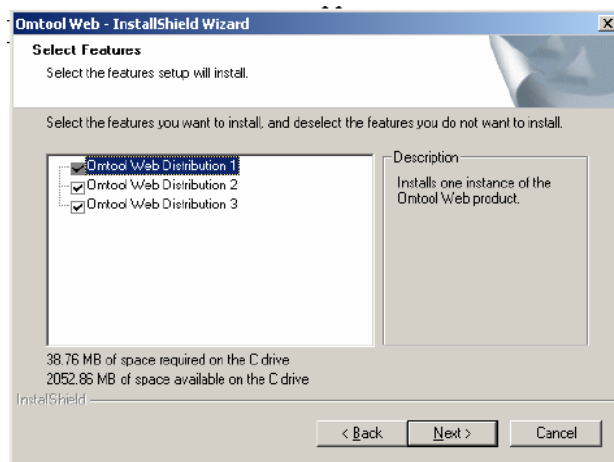 Omtool Web - InstallShield Wizard
Select Features
Select the features setup will install.
Select the features you want to install, and deselect the features you do not want to install.
Omtool Web Distribution 1
Omtool Web Distribution 2
Omtool Web Distribution 3
Description
Installs one instance of the
Omtool Web product.
38.76 MB of space required on the C drive
2052.86 MB of space available on the C drive
InstallShield
< Back
Next >
Cancel